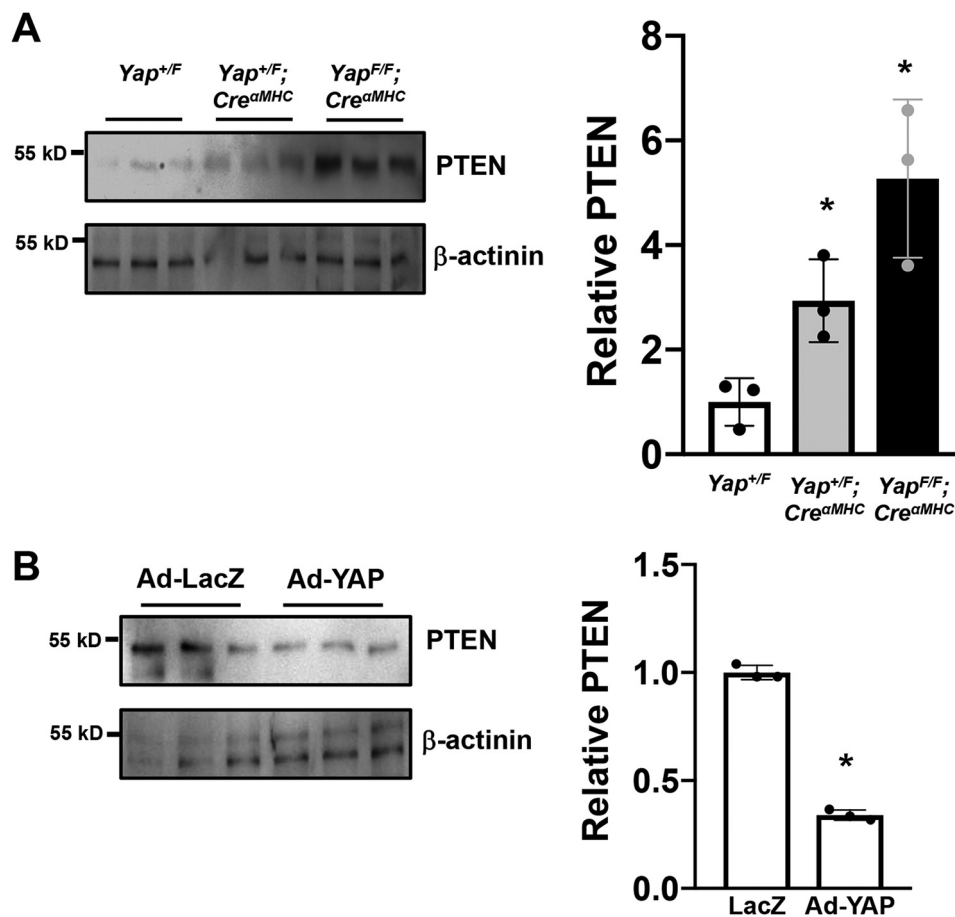 A
Yap+/F
Yap+/F;
CreαMHC
YapF/F;
CreαMHC
55 kD
PTEN
55 kD
β-actinin
Relative PTEN
8
6
4
2
0
*
*
Yap+/F
Yap+/F;
CreαMHC
YapF/F;
CreαMHC
B
Ad-LacZ
Ad-YAP
55 kD
PTEN
55 kD
β-actinin
Relative PTEN
1.5
1.0
0.5
0.0
*
LacZ
Ad-YAP